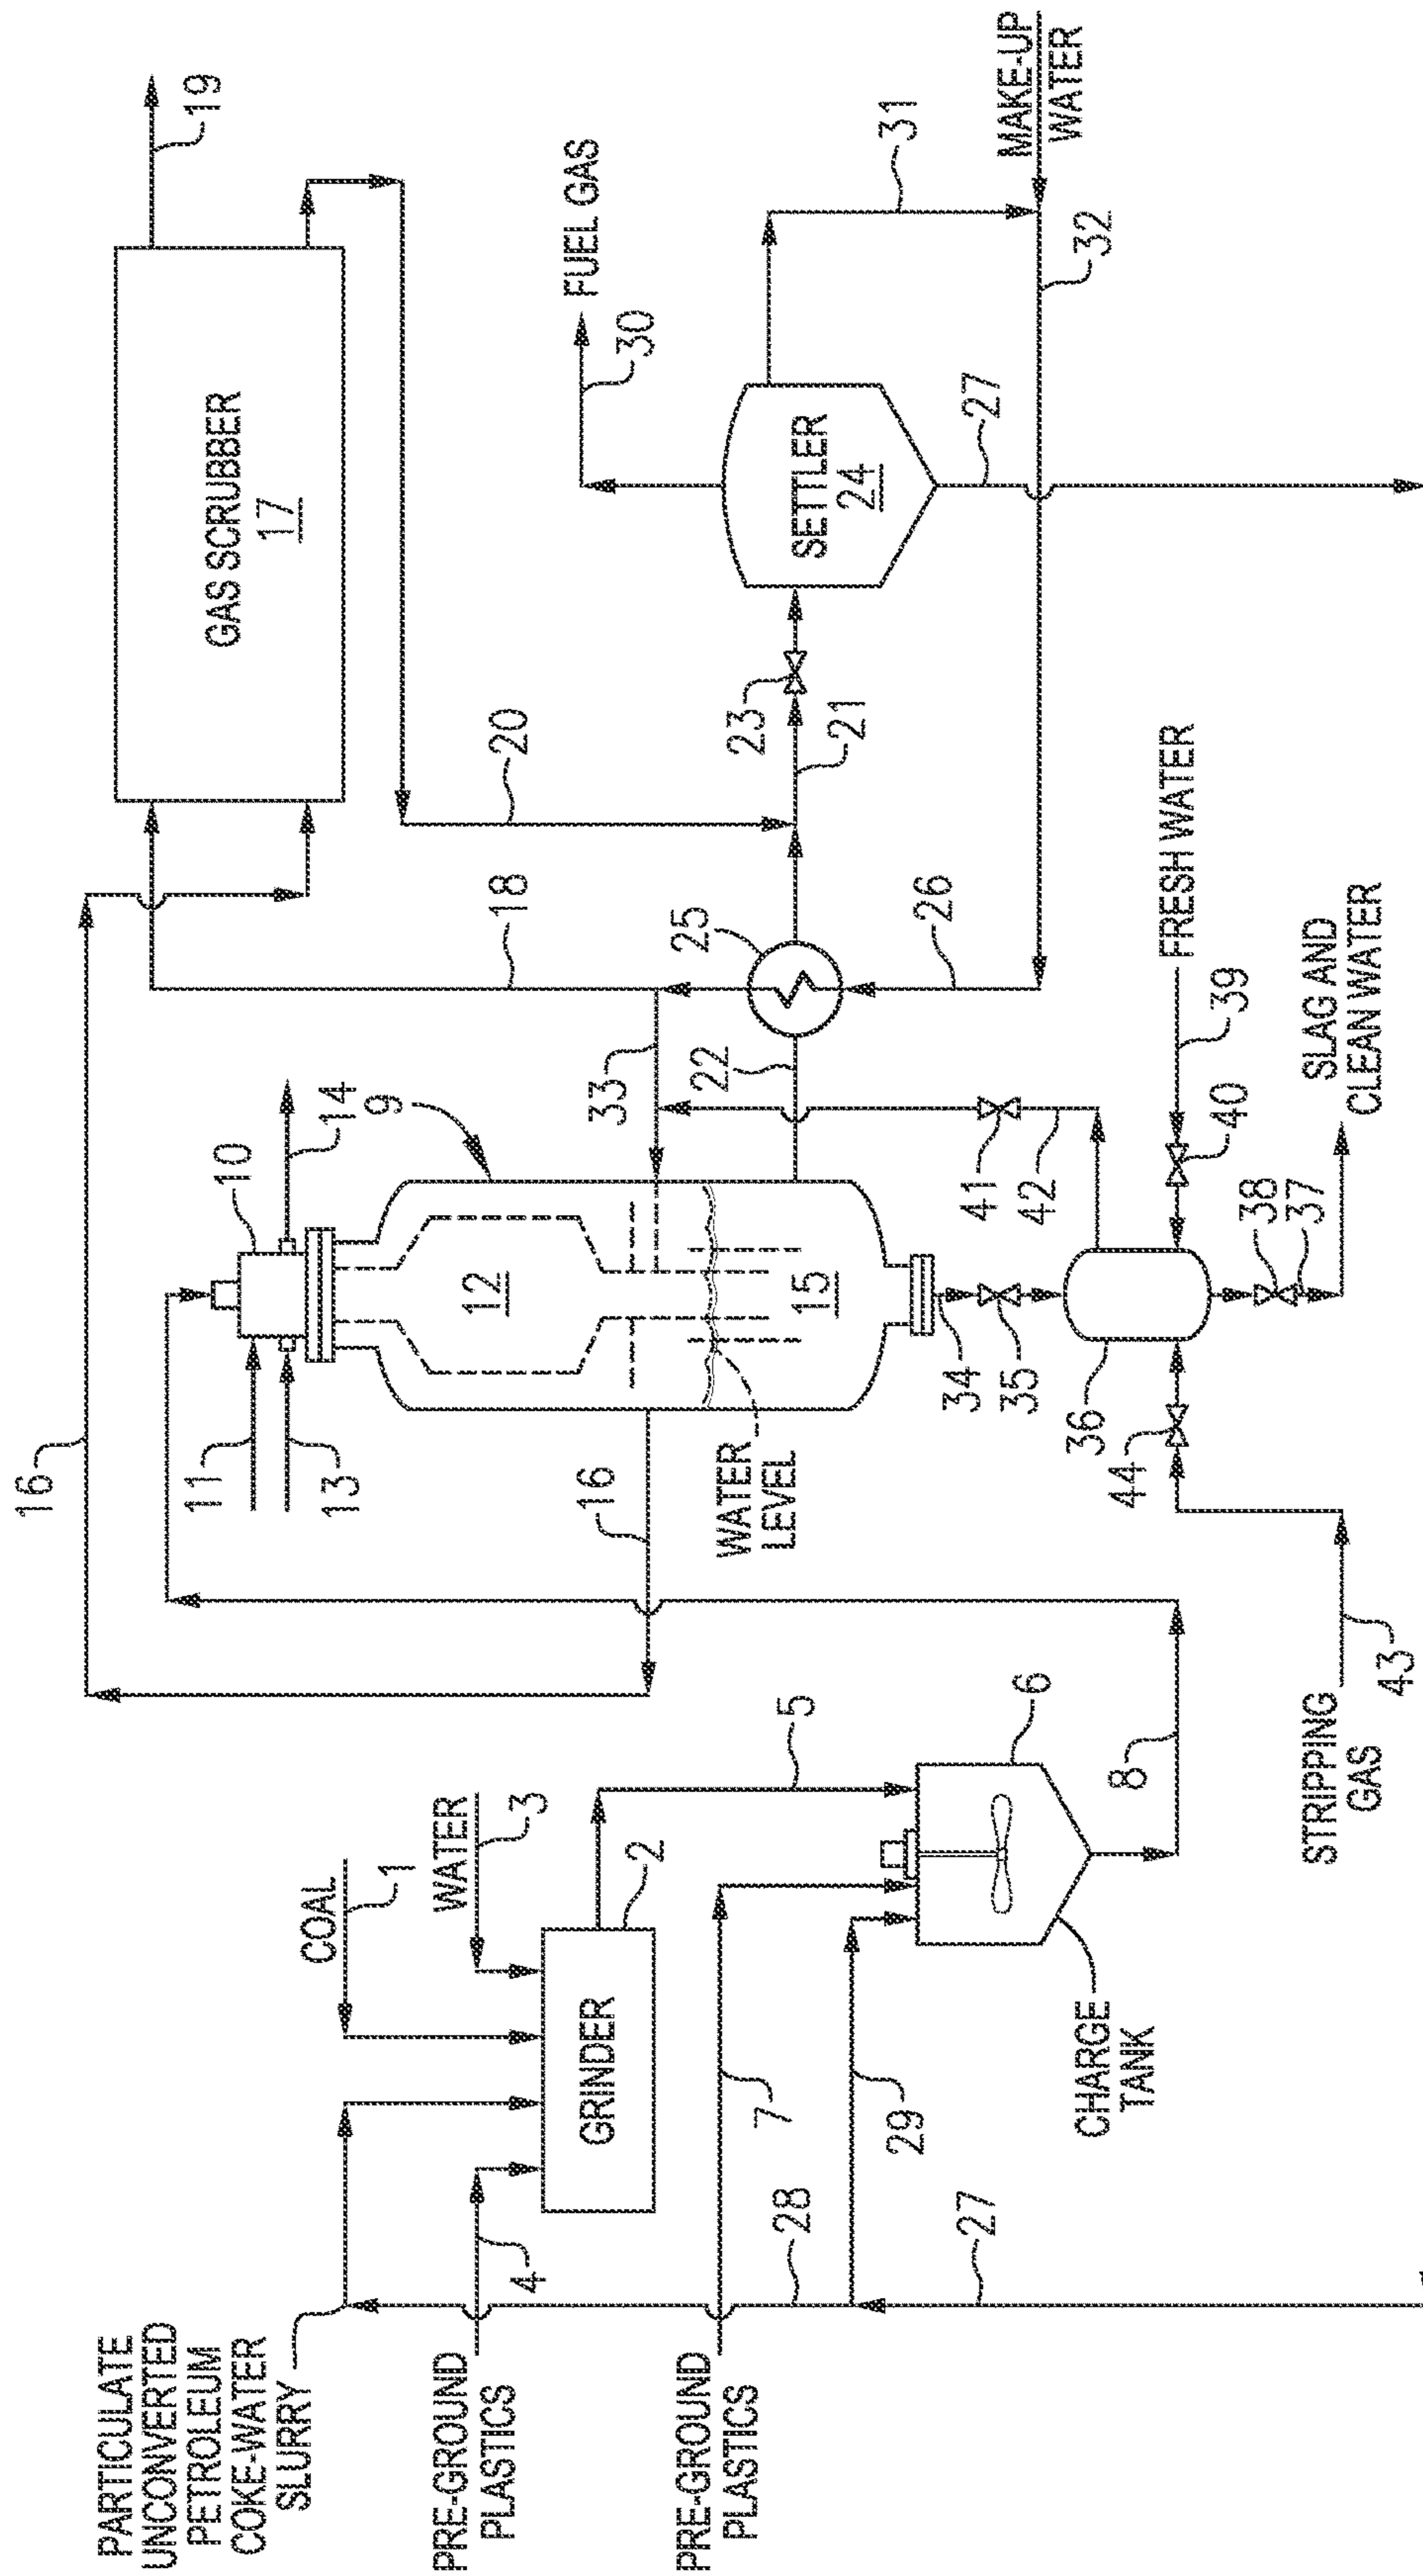 PARTICULATE
UNCONVERTED
PETROLEUM
COKE-WATER
SLURRY
PRE-GROUND
PLASTICS
4
PRE-GROUND
PLASTICS
7
28
29
27
COAL
1
WATER
3
GRINDER
2
5
6
CHARGE
TANK
8
16
11
13
10
14
9
12
15
16
WATER
LEVEL
33
22
34
35
36
41
42
44
STRIPPING
GAS
43
38
37
40
39
FRESH WATER
SLAG AND
CLEAN WATER
GAS SCRUBBER
17
19
18
20
25
26
23
21
SETTLER
24
FUEL GAS
30
31
27
32
MAKE-UP
WATER